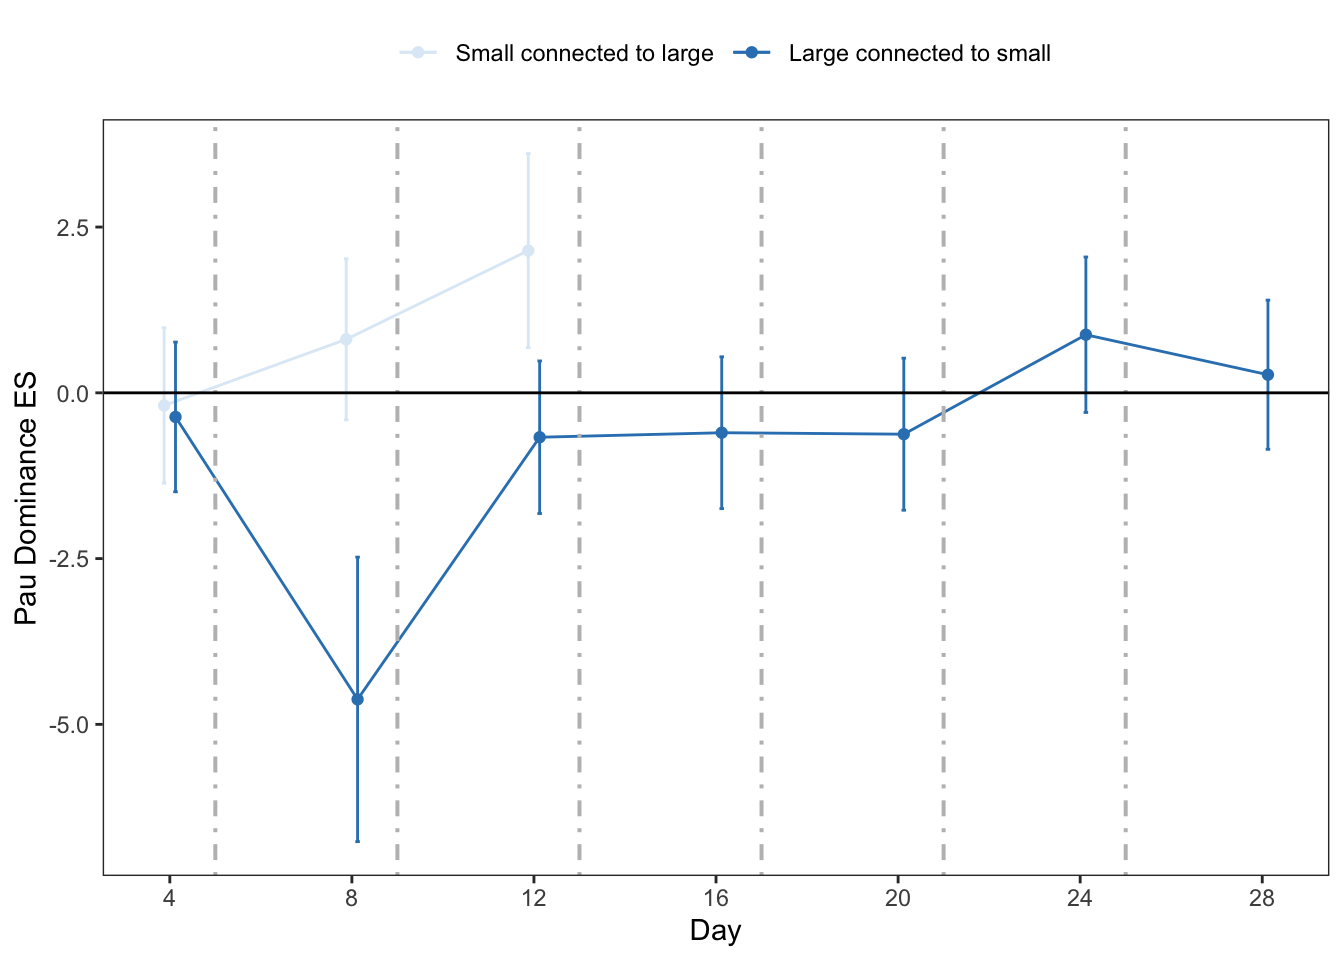 Small connected to large Large connected to small
Pau Dominance ES
2.5
0.0
-2.5
-5.0
4 8 12 16 20 24 28
Day